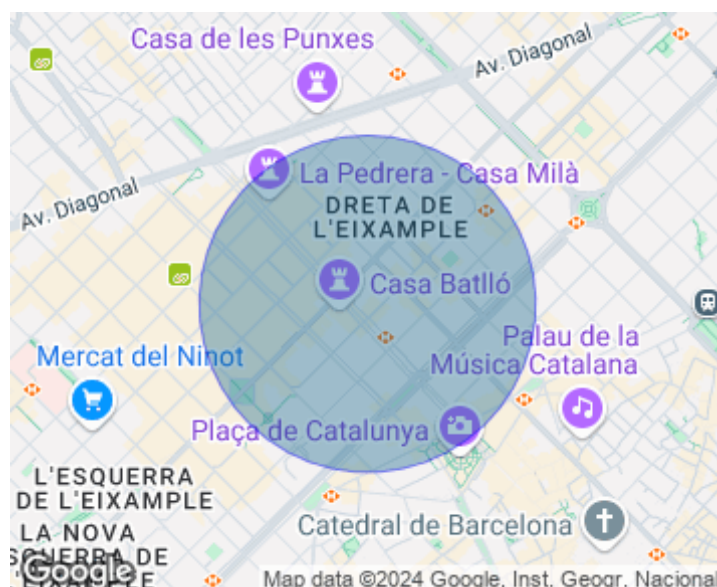 Casa de les Punxes
Av. Diagonal
La Pedrera - Casa Milà
Av. Diagonal
DRETA DE
L'EIXAMPLE
Casa Batlló
Palau de la
Música Catalana
Mercat del Ninot
Plaça de Catalunya
L'ESQUERRA
DE L'EIXAMPLE
Catedral de Barcelona
LA NOVA
DE
Google
Map data ©2024 Google, Inst. Geogr. Nacional